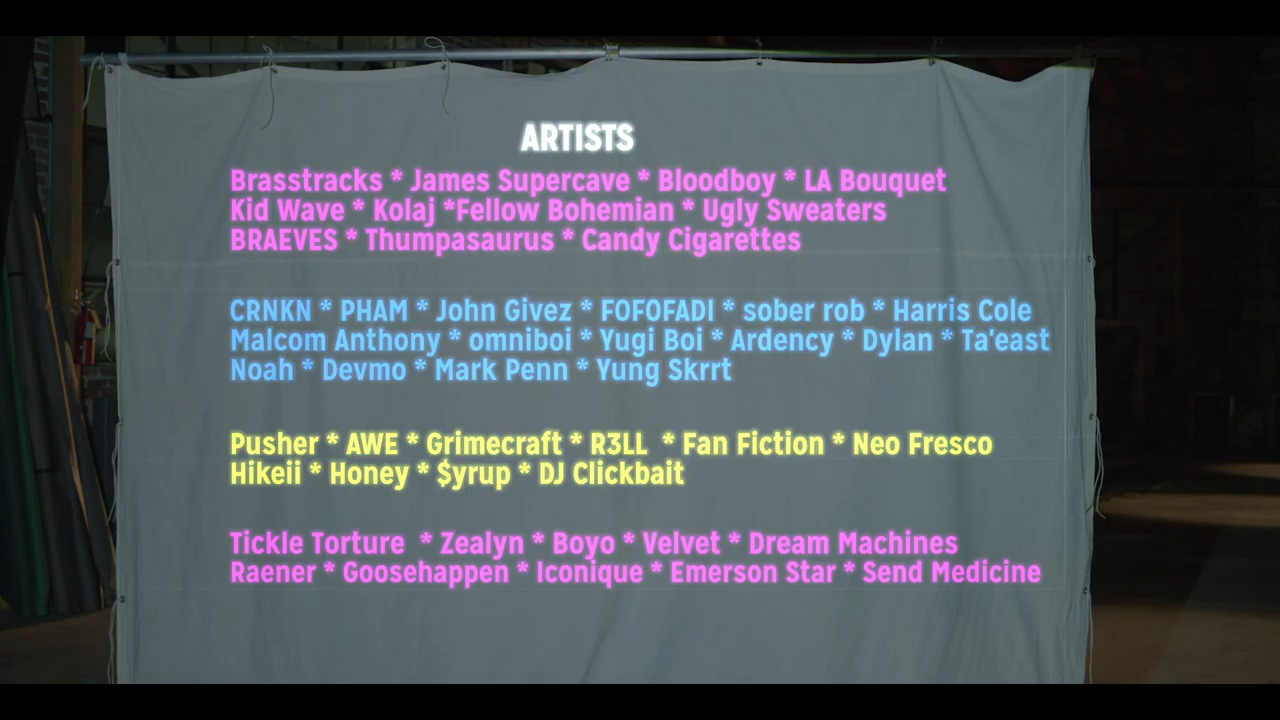 ARTISTS
Brasstracks * James Supercave * Bloodboy * LA Bouquet
Kid Wave * Kolaj *Fellow Bohemian * Ugly Sweaters
BRAEVES * Thumpasaurus * Candy Cigarettes
CRNKN * PHAM * John Givez * FOFOFADI * sober rob * Harris Cole
Malcom Anthony * omniboi * Yugi Boi * Ardency * Dylan * Ta'east
Noah * Devmo * Mark Penn * Yung Skrrt
Pusher * AWE * Grimecraft * R3LL * Fan Fiction * Neo Fresco
Hikeii * Honey * $yrup * DJ Clickbait
Tickle Torture * Zealyn * Boyo * Velvet * Dream Machines
Raener * Goosehappen * Iconique * Emerson Star * Send Medicine